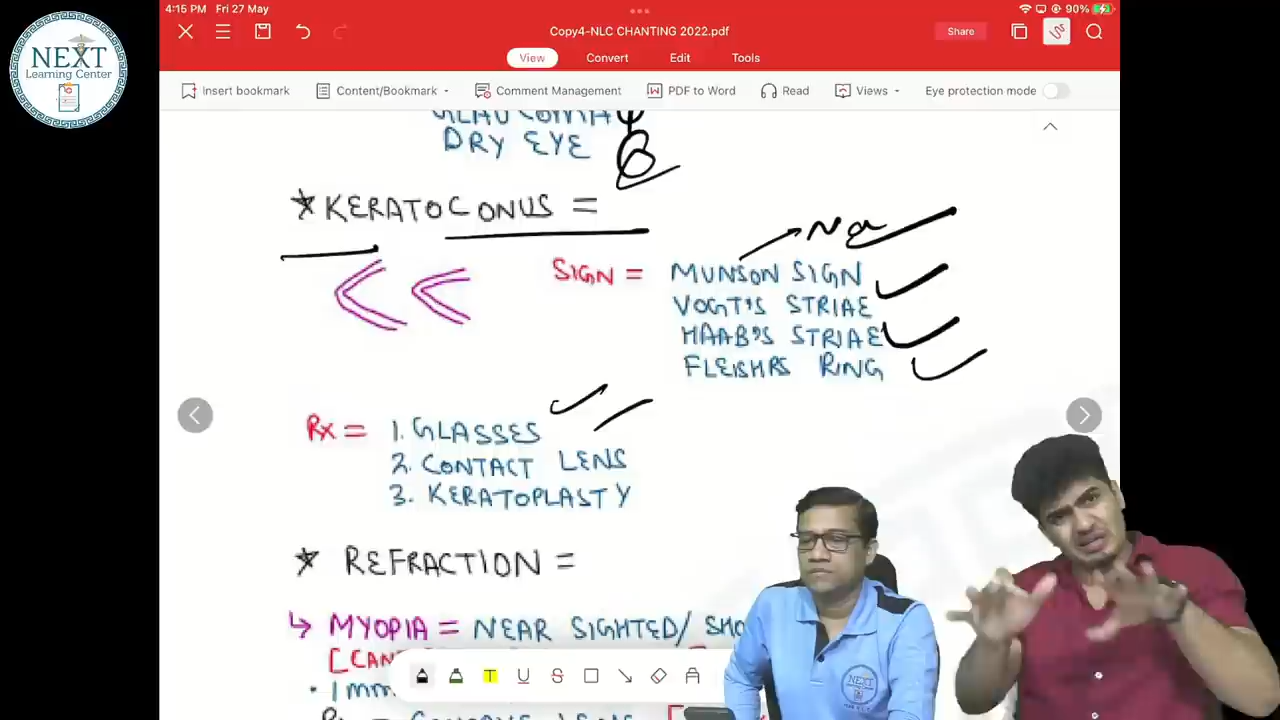 4:15 PM Fri 27 May
90%
NEXT
Learning Center
Copy4-NLC CHANTING 2022.pdf
Share
View Convert Edit Tools
Insert bookmark Content/Bookmark Comment Management PDF to Word Read Views Eye protection mode
DRY EYE
*KERATOCONUS =
SIGN = MUNSON SIGN
VOGT'S STRIAE
HAAB'S STRIAE
FLEISHRS RING
Rx = 1. GLASSES
2. CONTACT LENS
3. KERATOPLASTY
* REFRACTION =
↳ MYOPIA = NEAR SIGHTED/
• 1mm
NEXT